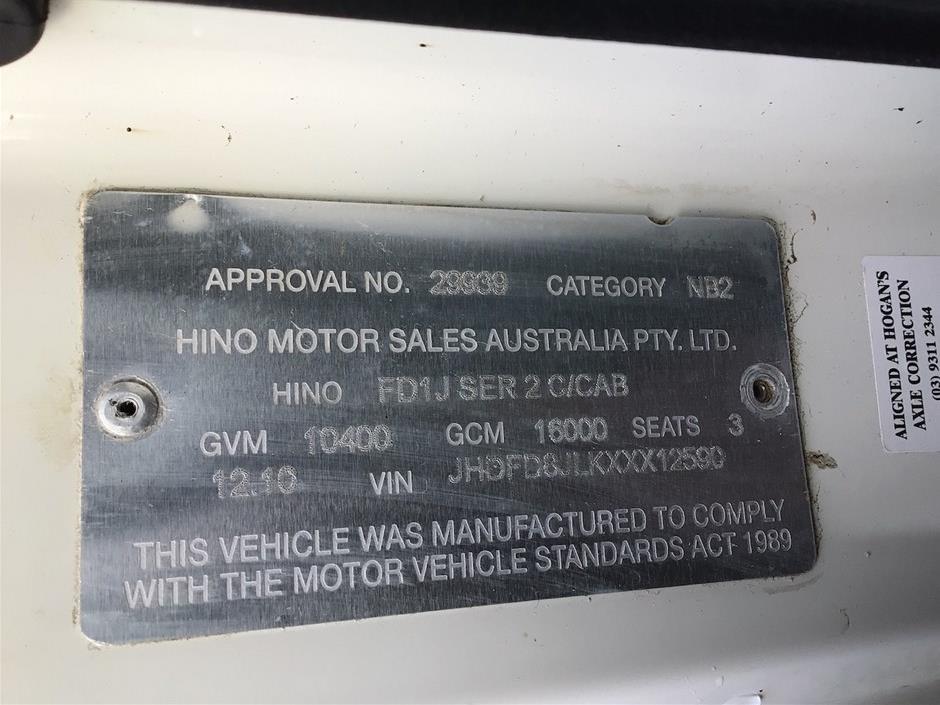 APPROVAL NO. 29939 CATEGORY NB2
HINO MOTOR SALES AUSTRALIA PTY. LTD.
HINO FD1J SER 2 C/CAB
GVM 10400 GCM 16000 SEATS 3
12.10 VIN JHDFD8JLKXXX12590
THIS VEHICLE WAS MANUFACTURED TO COMPLY
WITH THE MOTOR VEHICLE STANDARDS ACT 1989
ALIGNED AT HOGAN'S
AXLE CORRECTION
(03) 9311 2344